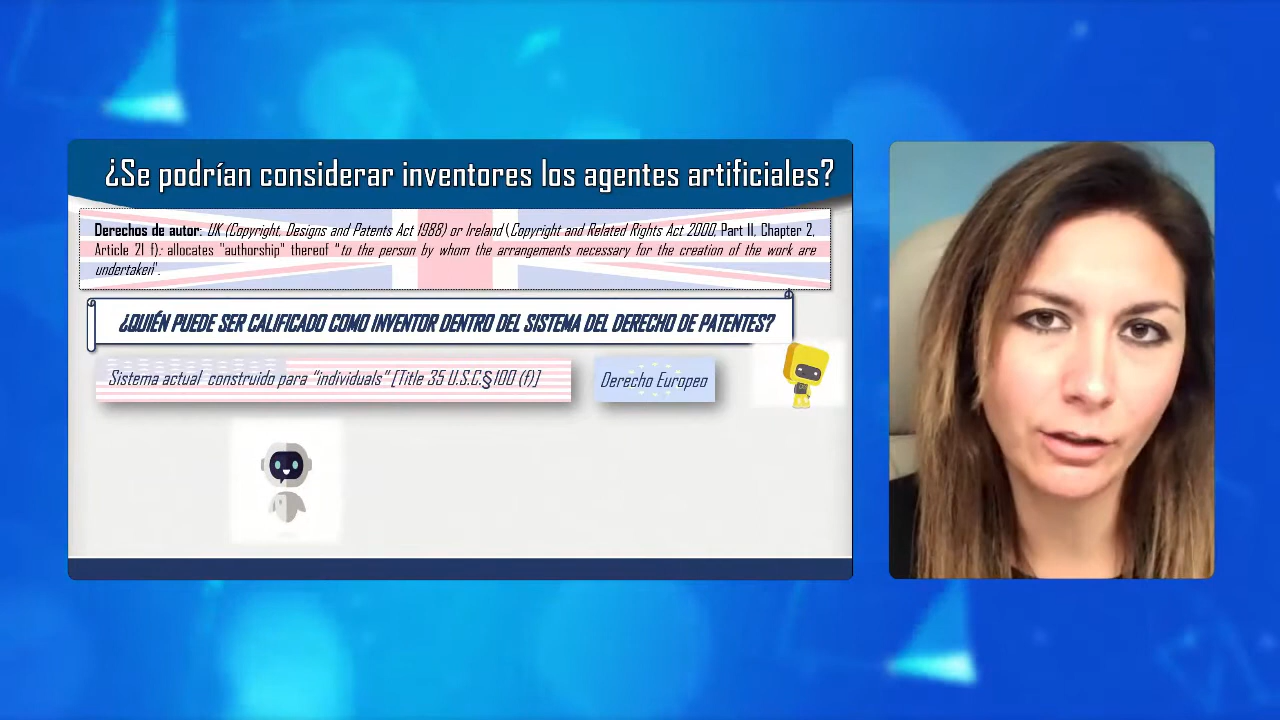 ¿Se podrían considerar inventores los agentes artificiales?
Derechos de autor: UK (Copyright, Designs and Patents Act 1988) or Ireland (Copyright and Related Rights Act 2000, Part II, Chapter 2,
Article 21 f).: allocates "authorship" thereof "to the person by whom the arrangements necessary for the creation of the work are
undertaken".
¿QUIÉN PUEDE SER CALIFICADO COMO INVENTOR DENTRO DEL SISTEMA DEL DERECHO DE PATENTES?
Sistema actual construido para "individuals" [Title 35 U.S.C.§100 (f)]
Derecho Europeo